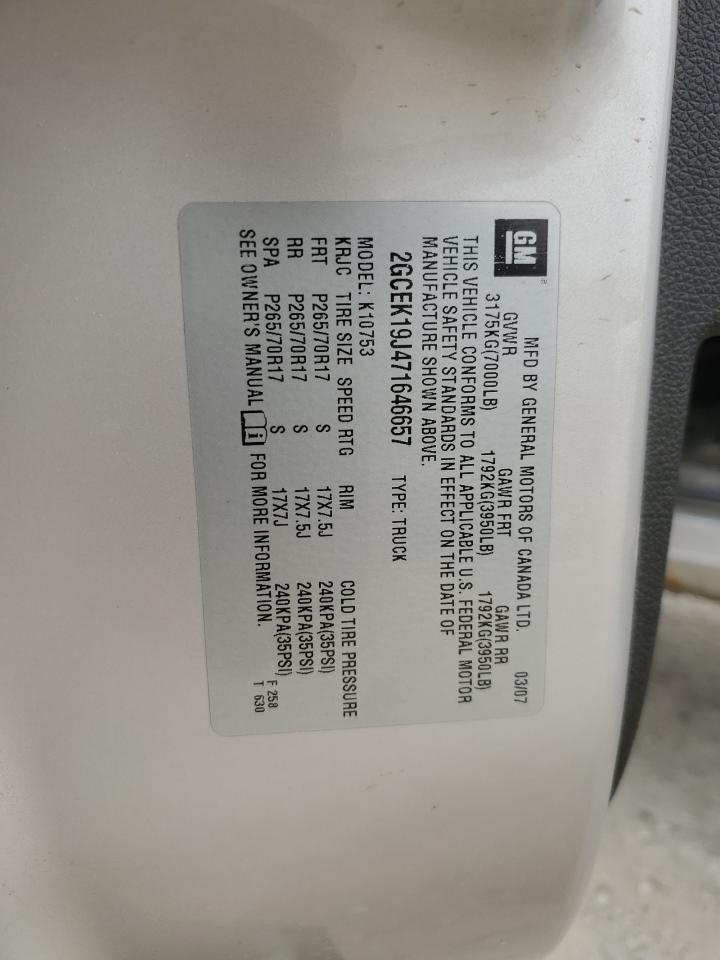 GM®
MFD BY GENERAL MOTORS OF CANADA LTD. 03/07
GVWR GAWR FRT GAWR RR
3175KG(7000LB) 1792KG(3950LB) 1792KG(3950LB)
THIS VEHICLE CONFORMS TO ALL APPLICABLE U.S. FEDERAL MOTOR
VEHICLE SAFETY STANDARDS IN EFFECT ON THE DATE OF
MANUFACTURE SHOWN ABOVE.
2GCEK19J471646657 TYPE: TRUCK
MODEL: K10753
KRJC TIRE SIZE SPEED RTG RIM COLD TIRE PRESSURE
FRT P265/70R17 S 17X7.5J 240KPA(35PSI)
RR P265/70R17 S 17X7.5J 240KPA(35PSI)
SPA P265/70R17 S 17X7J 240KPA(35PSI)
SEE OWNER'S MANUAL i FOR MORE INFORMATION.
F 258
T 630